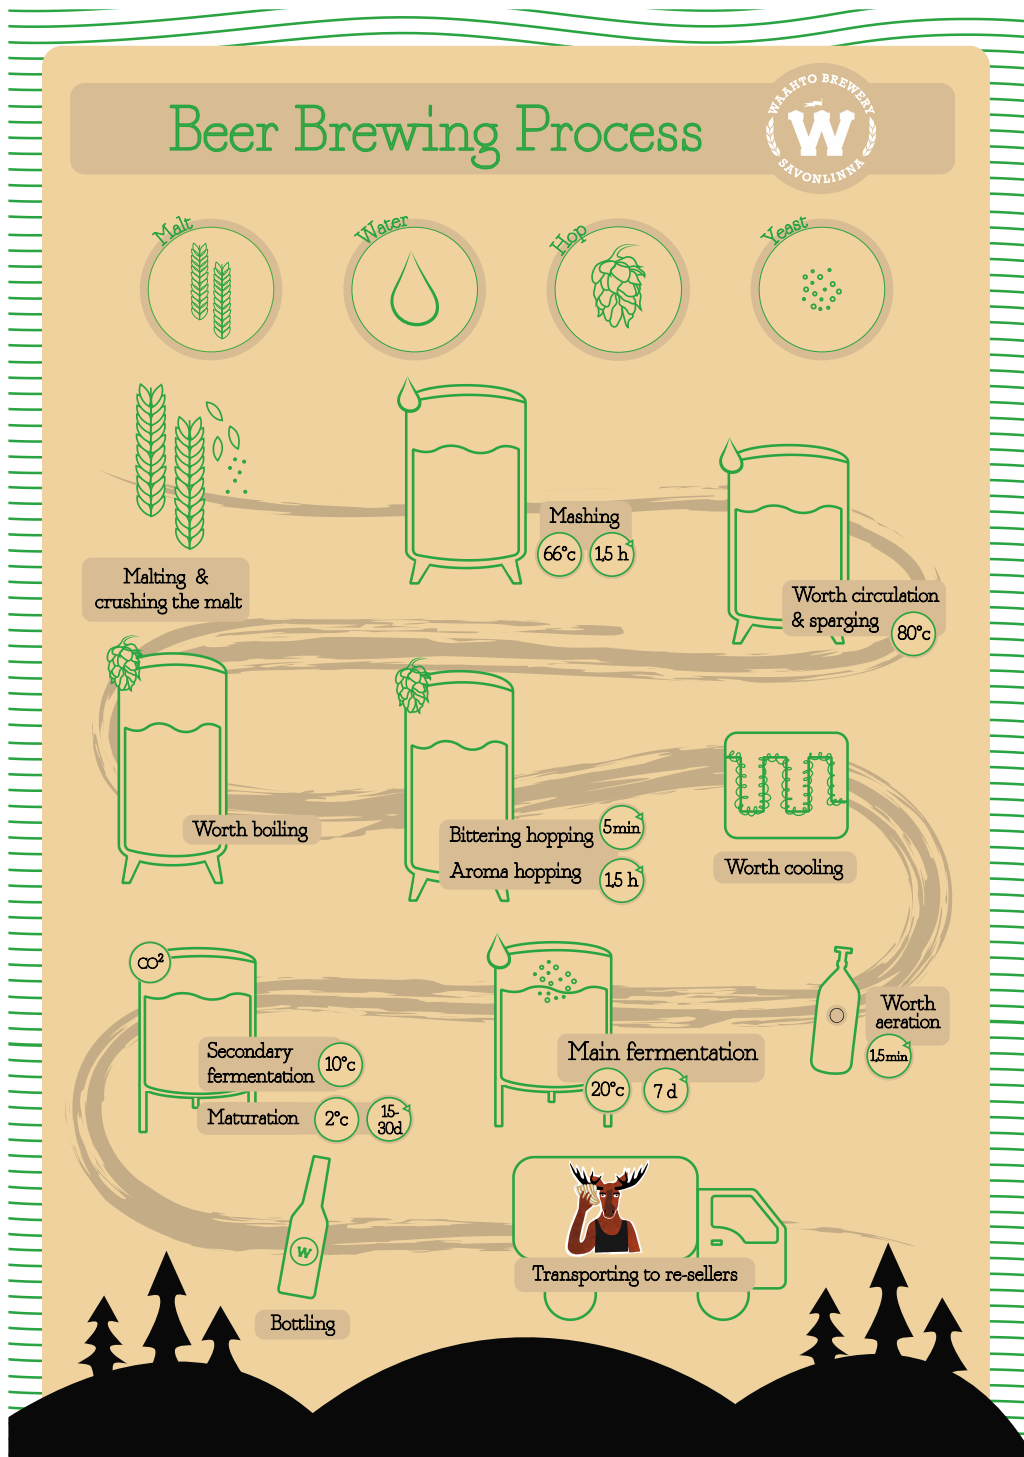 Beer Brewing Process
WAAHTO BREWERY
W
SAVONLINNA
Malt
Water
Hop
Yeast
Mashing
66°c
1,5 h
Malting &
crushing the malt
Worth circulation
& sparging
80°c
Worth boiling
Bittering hopping
5min
Aroma hopping
1,5 h
Worth cooling
CO²
Secondary
fermentation
10°c
Maturation
2°c
15-
30d
Main fermentation
20°c
7 d
Worth
aeration
1,5min
W
Bottling
Transporting to re-sellers